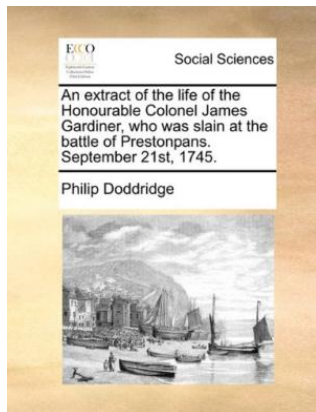 ECCO
Social Sciences
An extract of the life of the
Honourable Colonel James
Gardiner, who was slain at the
battle of Prestonpans.
September 21st, 1745.
Philip Doddridge